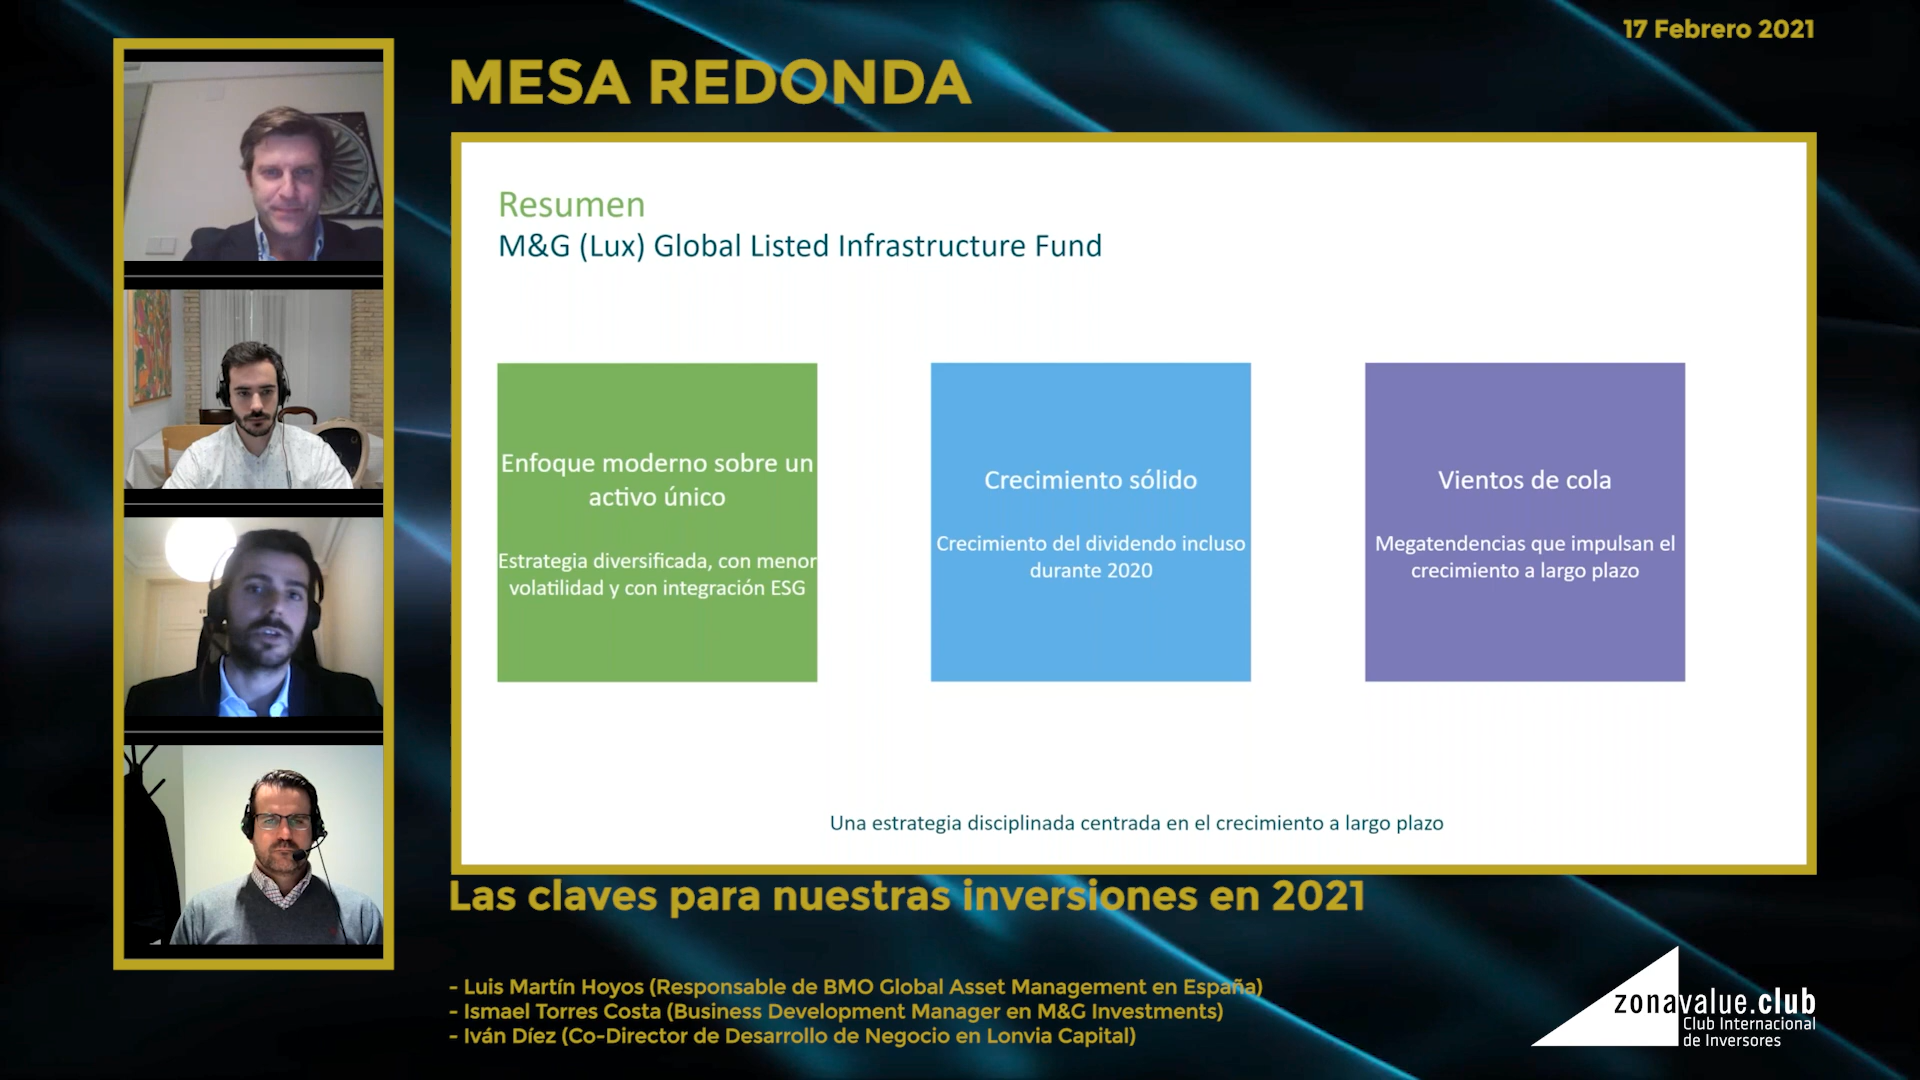 17 Febrero 2021
MESA REDONDA
Resumen
M&G (Lux) Global Listed Infrastructure Fund
Enfoque moderno sobre un
activo único
Estrategia diversificada, con menor
volatilidad y con integración ESG
Crecimiento sólido
Crecimiento del dividendo incluso
durante 2020
Vientos de cola
Megatendencias que impulsan el
crecimiento a largo plazo
Una estrategia disciplinada centrada en el crecimiento a largo plazo
Las claves para nuestras inversiones en 2021
- Luis Martín Hoyos (Responsable de BMO Global Asset Management en España)
- Ismael Torres Costa (Business Development Manager en M&G Investments)
- Iván Díez (Co-Director de Desarrollo de Negocio en Lonvia Capital)
zonavalue.club
Club Internacional
de Inversores